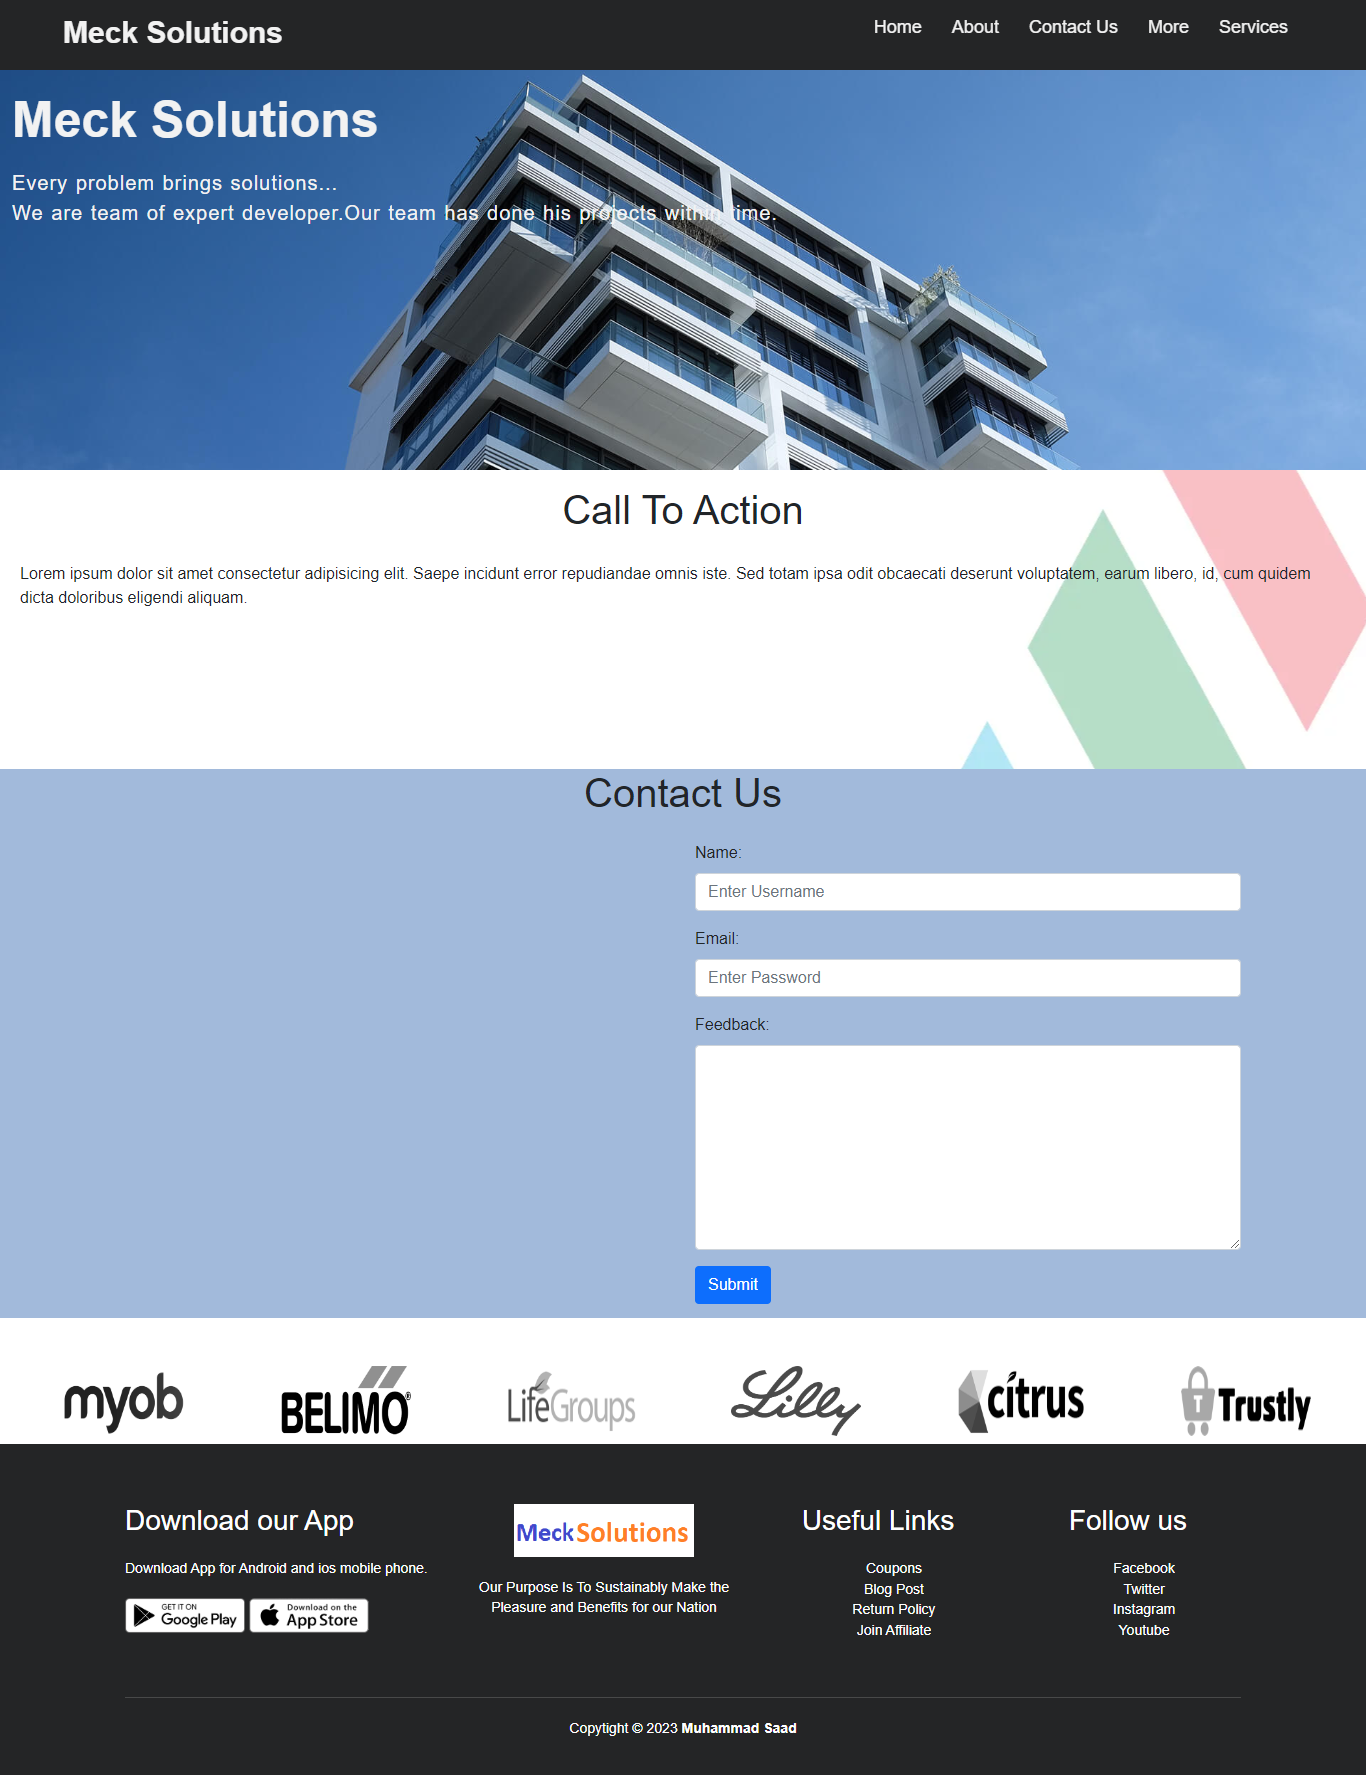 Meck Solutions
Home About Contact Us More Services
Meck Solutions
Every problem brings solutions...
We are team of expert developer.Our team has done his projects within time.
Call To Action
Lorem ipsum dolor sit amet consectetur adipisicing elit. Saepe incidunt error repudiandae omnis iste. Sed totam ipsa odit obcaecati deserunt voluptatem, earum libero, id, cum quidem
dicta doloribus eligendi aliquam.
Contact Us
Name:
Enter Username
Email:
Enter Password
Feedback:
Submit
myob
BELIMO®
LifeGroups
Lilly
citrus
T Trustly
Download our App
Download App for Android and ios mobile phone.
GET IT ON
Google Play
Download on the
App Store
Meck Solutions
Our Purpose Is To Sustainably Make the
Pleasure and Benefits for our Nation
Useful Links
Coupons
Blog Post
Return Policy
Join Affiliate
Follow us
Facebook
Twitter
Instagram
Youtube
Copytight © 2023 Muhammad Saad